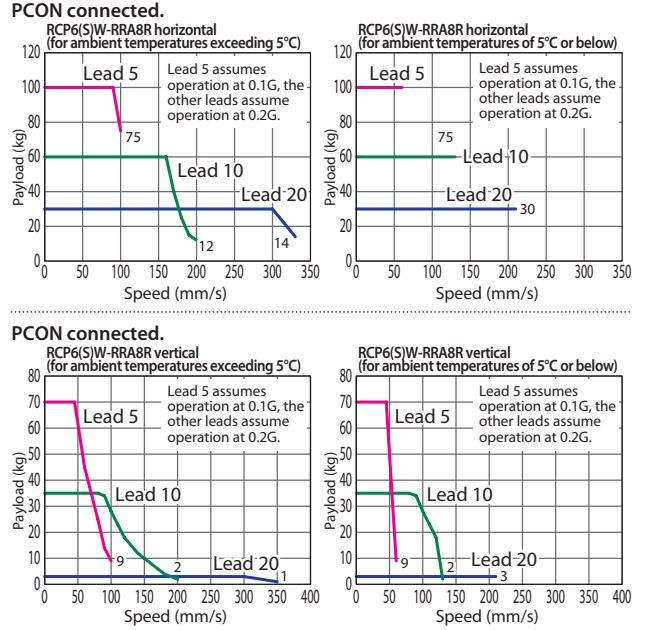 PCON connected.
RCP6(S)W-RRA8R horizontal
(for ambient temperatures exceeding 5°C)
120
100
80
60
40
20
0
Payload (kg)
Lead 5
Lead 5 assumes
operation at 0.1G, the
other leads assume
operation at 0.2G.
75
Lead 10
Lead 20
12
14
0 50 100 150 200 250 300 350
Speed (mm/s)
RCP6(S)W-RRA8R horizontal
(for ambient temperatures of 5°C or below)
120
100
80
60
40
20
0
Payload (kg)
Lead 5
Lead 5 assumes
operation at 0.1G, the
other leads assume
operation at 0.2G.
75
Lead 10
Lead 20
30
0 50 100 150 200 250 300 350
Speed (mm/s)
PCON connected.
RCP6(S)W-RRA8R vertical
(for ambient temperatures exceeding 5°C)
80
70
60
50
40
30
20
10
0
Payload (kg)
Lead 5
Lead 5 assumes
operation at 0.1G, the
other leads assume
operation at 0.2G.
Lead 10
9
2
Lead 20
1
0 50 100 150 200 250 300 350 400
Speed (mm/s)
RCP6(S)W-RRA8R vertical
(for ambient temperatures of 5°C or below)
80
70
60
50
40
30
20
10
0
Payload (kg)
Lead 5
Lead 5 assumes
operation at 0.1G, the
other leads assume
operation at 0.2G.
Lead 10
9
2
Lead 20
3
0 50 100 150 200 250 300 350 400
Speed (mm/s)